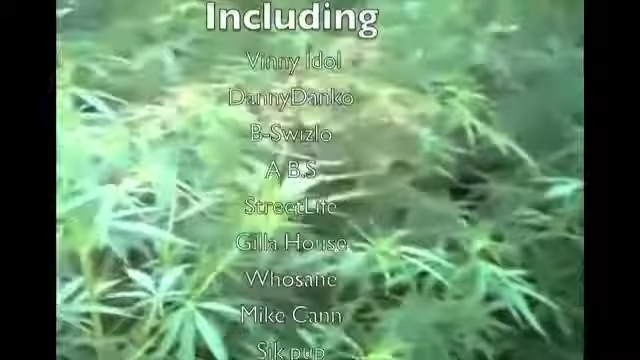 Including
Vinny Idol
DannyDanko
B-Swizlo
A B.S
StreetLife
Gilla House
Whosane
Mike Cann
Sik pup